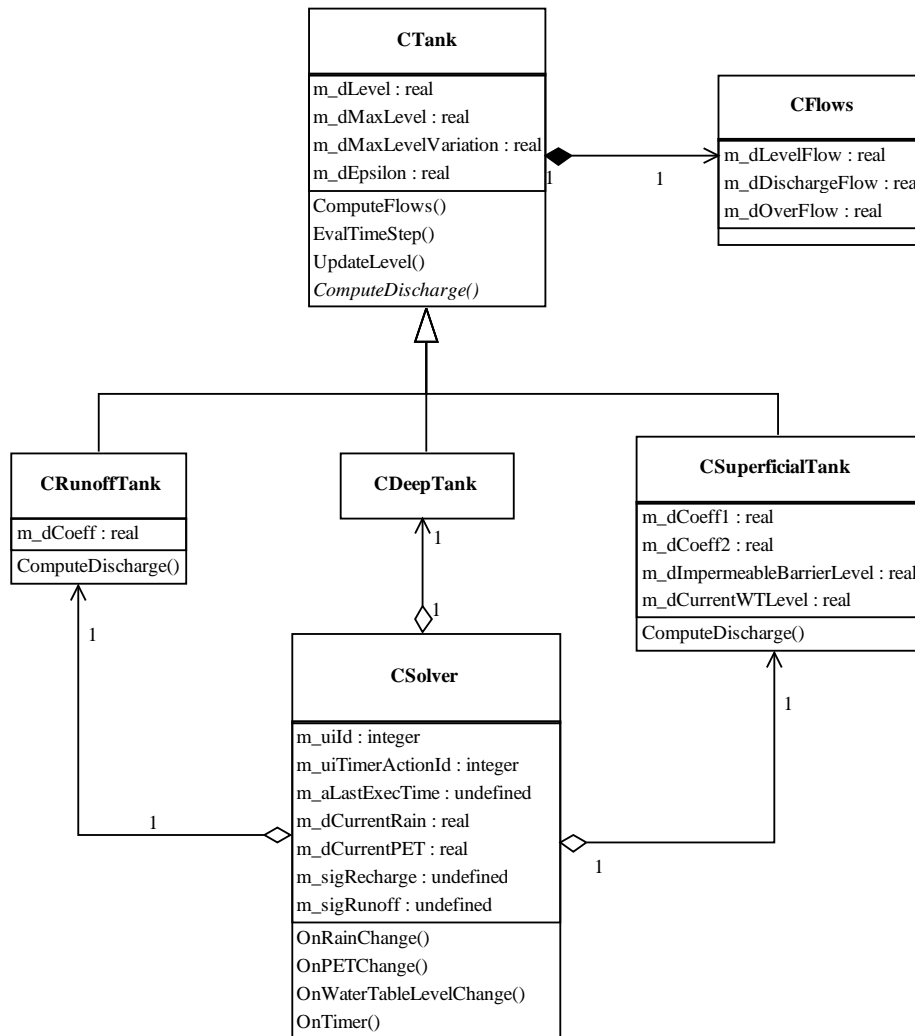 CTank
m_dLevel : real
m_dMaxLevel : real
m_dMaxLevelVariation : real
m_dEpsilon : real
ComputeFlows()
EvalTimeStep()
UpdateLevel()
ComputeDischarge()
1
1
CFlows
m_dLevelFlow : real
m_dDischargeFlow : real
m_dOverFlow : real
CRunoffTank
m_dCoeff : real
ComputeDischarge()
CDeepTank
CSuperficialTank
m_dCoeff1 : real
m_dCoeff2 : real
m_dImpermeableBarrierLevel : real
m_dCurrentWTLevel : real
ComputeDischarge()
1
1
1
1
1
1
CSolver
m_uiId : integer
m_uiTimerActionId : integer
m_aLastExecTime : undefined
m_dCurrentRain : real
m_dCurrentPET : real
m_sigRecharge : undefined
m_sigRunoff : undefined
OnRainChange()
OnPETChange()
OnWaterTableLevelChange()
OnTimer()